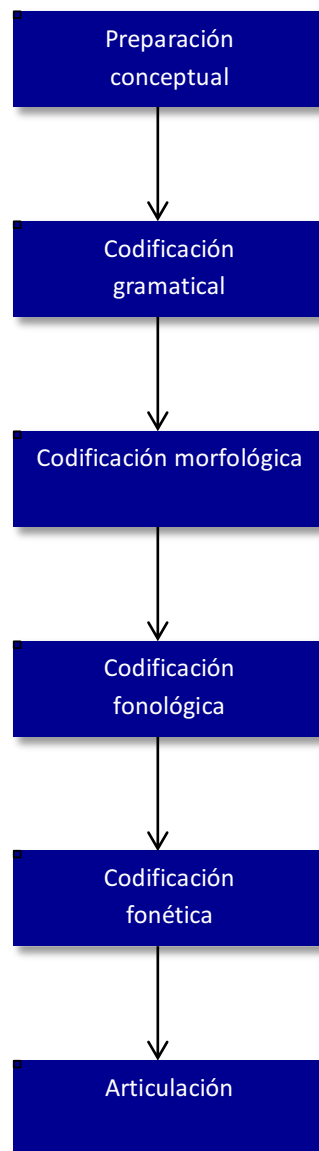 Preparación
conceptual
Codificación
gramatical
Codificación morfológica
Codificación
fonológica
Codificación
fonética
Articulación